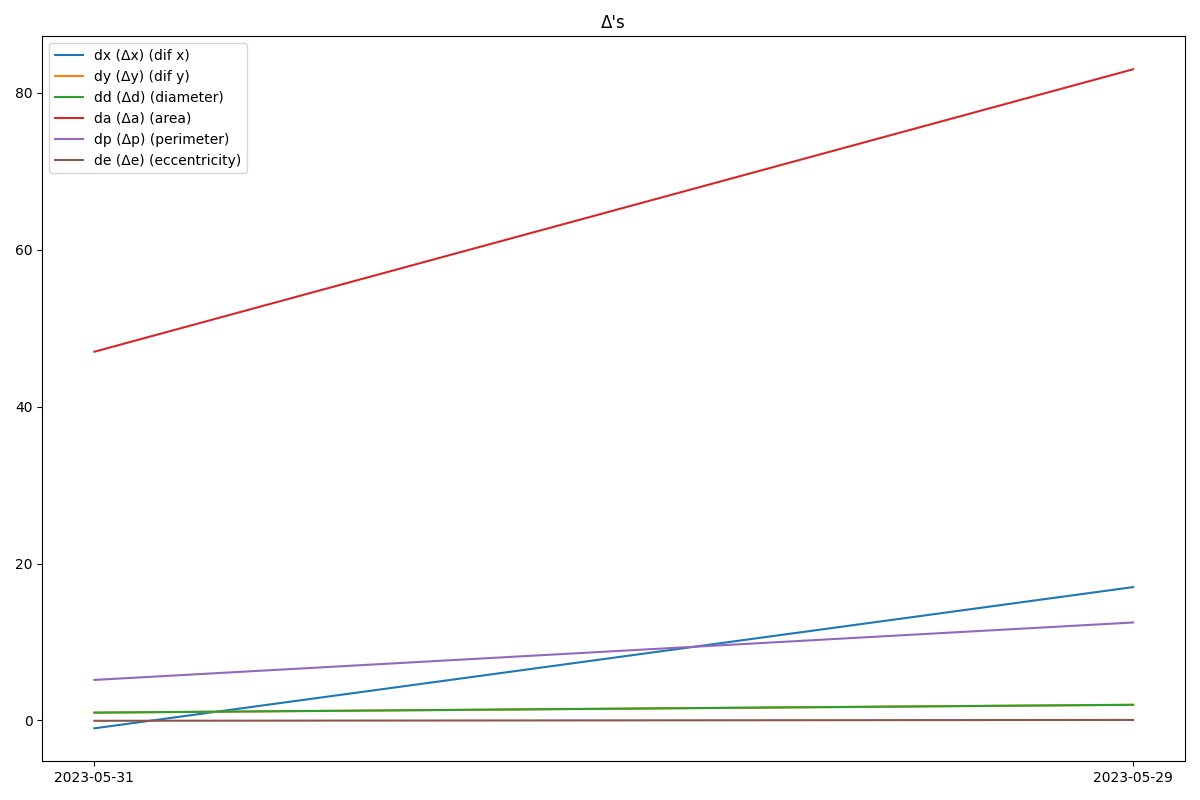 Δ's
dx (Δx) (dif x)
dy (Δy) (dif y)
dd (Δd) (diameter)
da (Δa) (area)
dp (Δp) (perimeter)
de (Δe) (eccentricity)
80
60
40
20
0
2023-05-31
2023-05-29